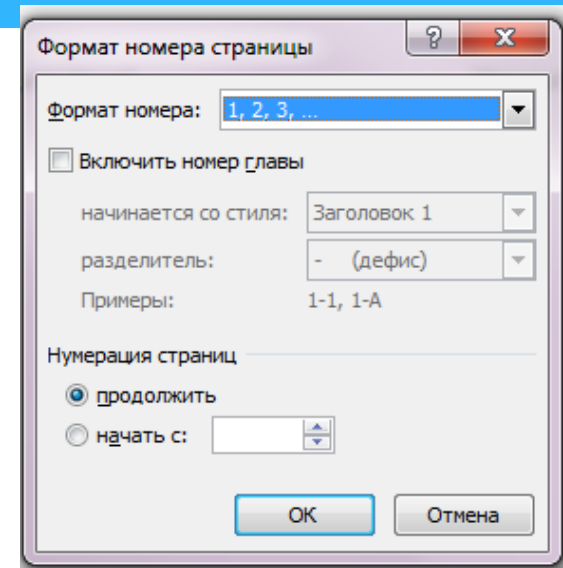 Формат номера страницы
Формат номера: 1, 2, 3, ...
Включить номер главы
начинается со стиля: Заголовок 1
разделитель: - (дефис)
Примеры: 1-1, 1-А
Нумерация страниц
продолжить
начать с:
ОК Отмена